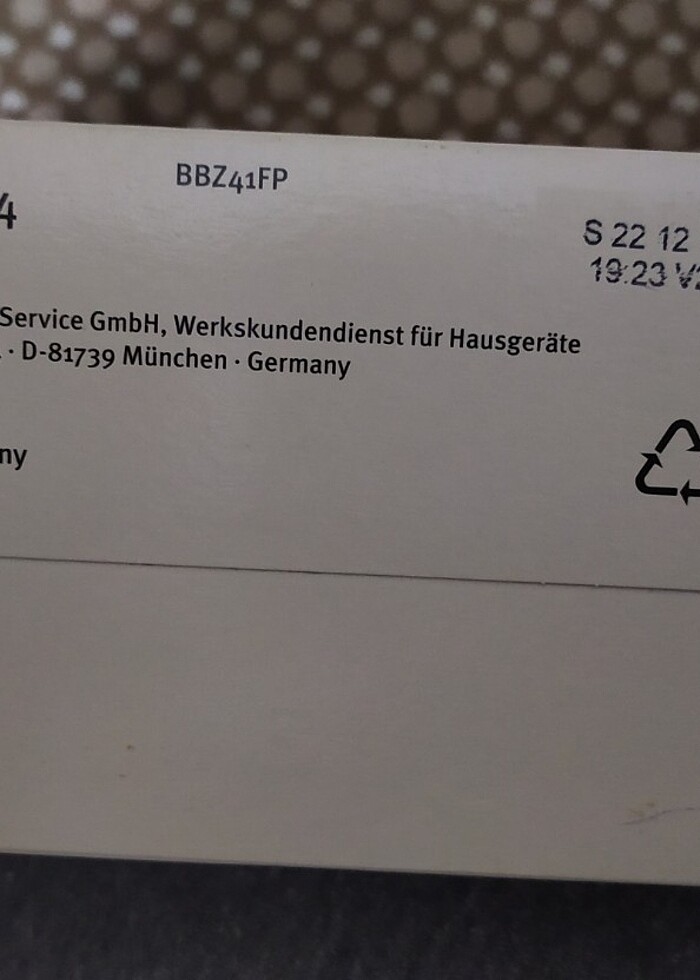 BBZ41FP
4
S 22 12
19:23
Service GmbH, Werkskundendienst für Hausgeräte
· D-81739 München · Germany
ny